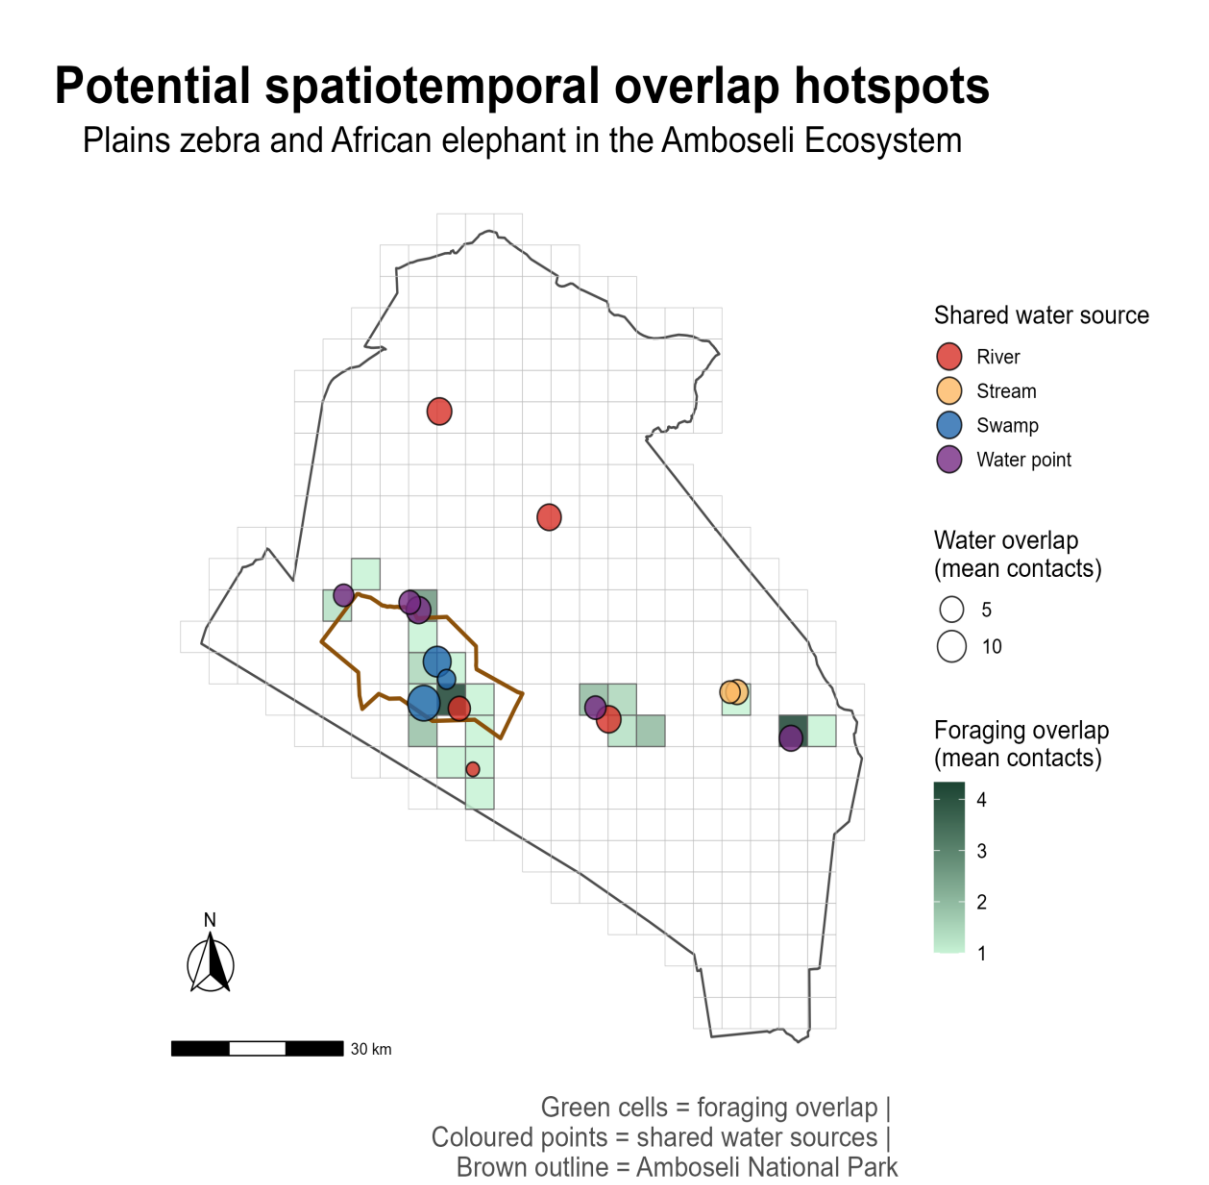 Potential spatiotemporal overlap hotspots
Plains zebra and African elephant in the Amboseli Ecosystem
Shared water source
River
Stream
Swamp
Water point
Water overlap
(mean contacts)
5
10
Foraging overlap
(mean contacts)
4
3
2
1
N
30 km
Green cells = foraging overlap |
Coloured points = shared water sources |
Brown outline = Amboseli National Park